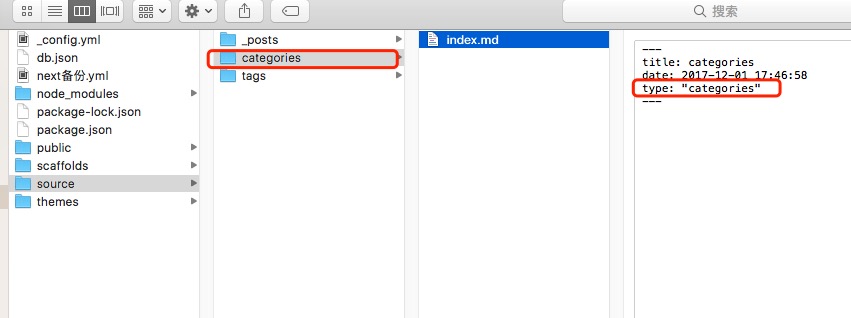 搜索
_config.yml
db.json
next备份.yml
node_modules
package-lock.json
package.json
public
scaffolds
source
themes
_posts
categories
tags
index.md
---
title: categories
date: 2017-12-01 17:46:58
type: "categories"
---